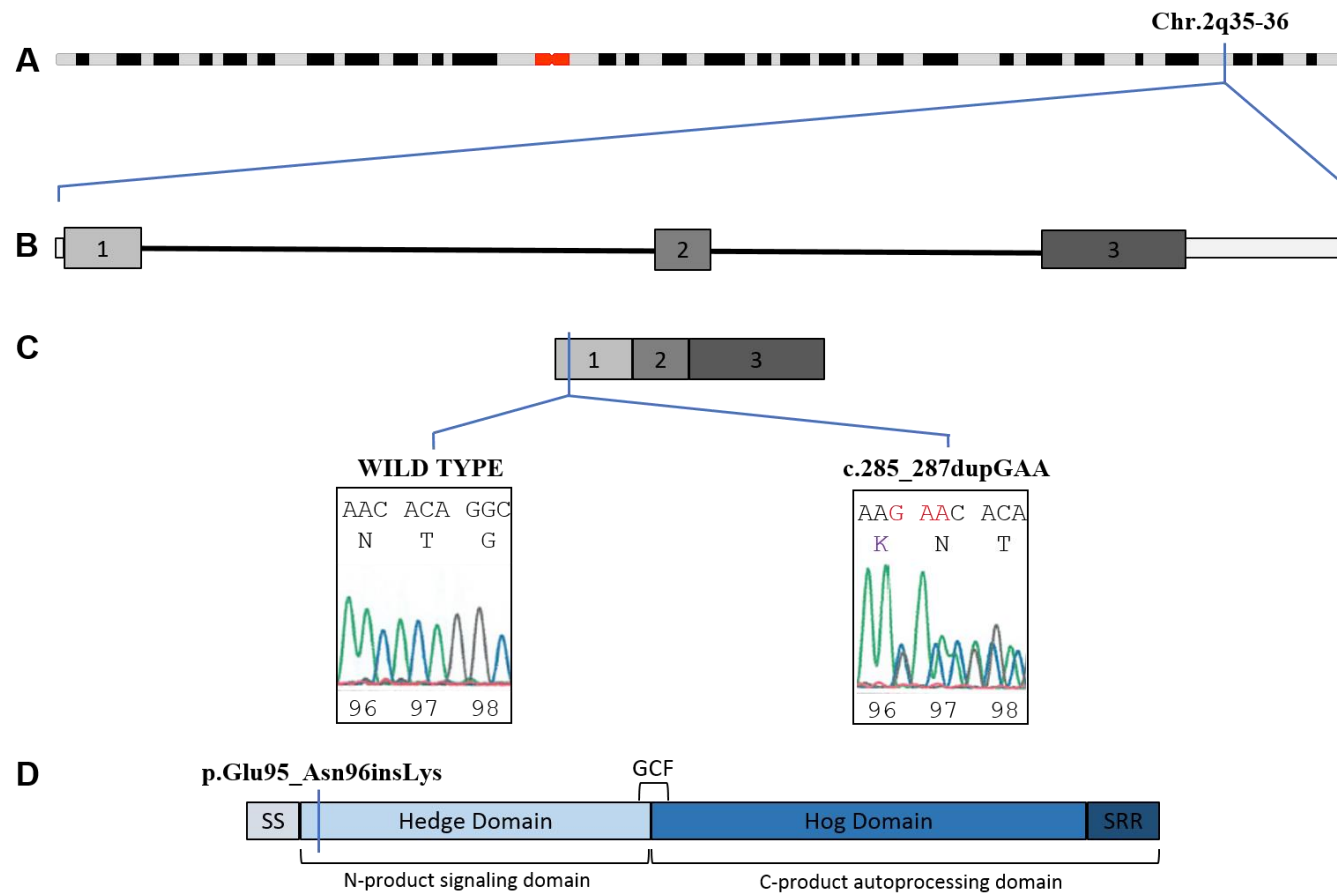 Chr.2q35-36
A
B
1
2
3
C
1
2
3
WILD TYPE
AAC ACA GGC
N T G
96 97 98
c.285_287dupGAA
AAG AAC ACA
K N T
96 97 98
D
p.Glu95_Asn96insLys
GCF
SS
Hedge Domain
Hog Domain
SRR
N-product signaling domain
C-product autoprocessing domain